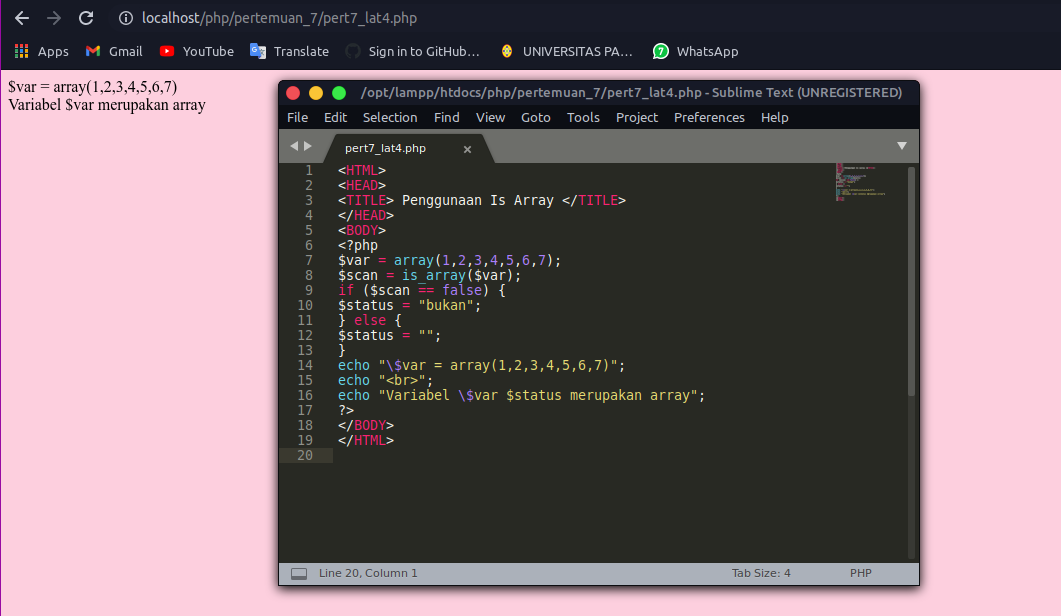 localhost/php/pertemuan_7/pert7_lat4.php
Apps Gmail YouTube Translate Sign in to GitHub... UNIVERSITAS PA... 7 WhatsApp
$var = array(1,2,3,4,5,6,7)
Variabel $var merupakan array
/opt/lampp/htdocs/php/pertemuan_7/pert7_lat4.php - Sublime Text (UNREGISTERED)
File Edit Selection Find View Goto Tools Project Preferences Help
pert7_lat4.php ×
1 <HTML>
2 <HEAD>
3 <TITLE> Penggunaan Is Array </TITLE>
4 </HEAD>
5 <BODY>
6 <?php
7 $var = array(1,2,3,4,5,6,7);
8 $scan = is_array($var);
9 if ($scan == false) {
10 $status = "bukan";
11 } else {
12 $status = "";
13 }
14 echo "\$var = array(1,2,3,4,5,6,7)";
15 echo "<br>";
16 echo "Variabel \$var $status merupakan array";
17 ?>
18 </BODY>
19 </HTML>
20
Line 20, Column 1 Tab Size: 4 PHP